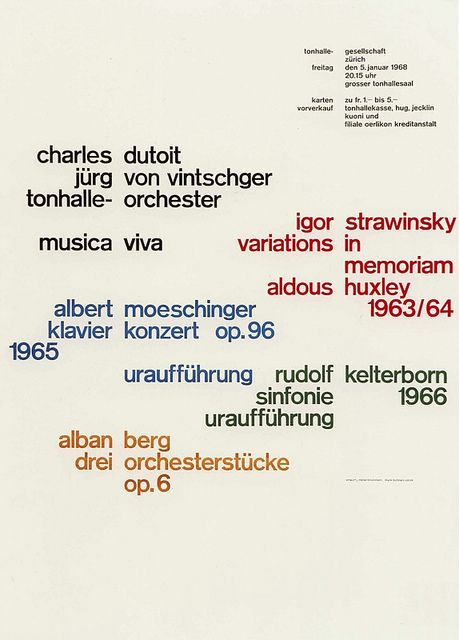 tonhalle- gesellschaft
zürich
freitag den 5. januar 1968
20.15 uhr
grosser tonhallesaal
karten zu fr. 1.– bis 5.–
vorverkauf tonhallekasse, hug, jecklin
kuoni und
filiale oerlikon kreditanstalt
charles dutoit
jürg von vintschger
tonhalle- orchester
musica viva
igor strawinsky
variations in
memoriam
aldous huxley
1963/64
albert moeschinger
klavier konzert op. 96
1965
uraufführung
rudolf kelterborn
sinfonie 1966
uraufführung
alban berg
drei orchesterstücke
op. 6